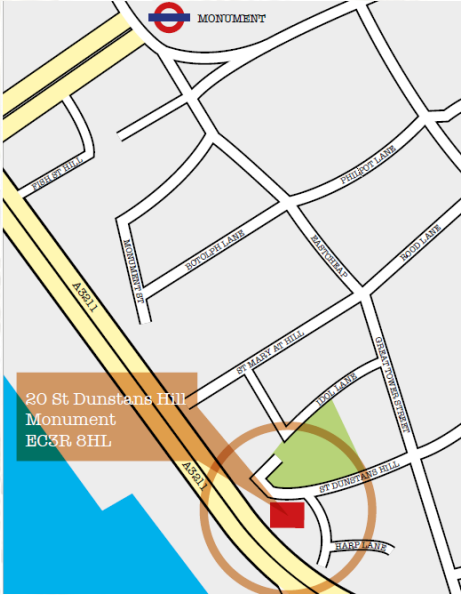 MONUMENT
FISH ST HILL
PHILPOT LANE
MONUMENT ST
BOTOLPH LANE
EASTCHEAP
ROOD LANE
A3211
ST MARY AT HILL
GREAT TOWER STREET
IDOL LANE
20 St Dunstans Hill
Monument
EC3R 8HL
A3211
ST DUNSTANS HILL
HARP LANE